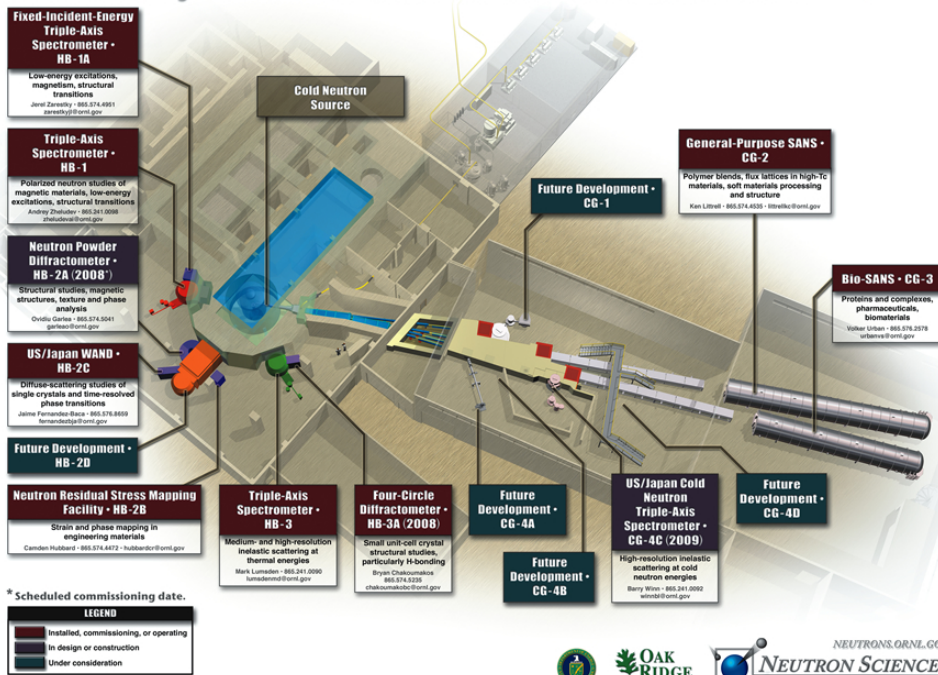 Fixed-Incident-Energy
Triple-Axis
Spectrometer •
HB-1A
Low-energy excitations,
magnetism, structural
transitions
Jerel Zarestky • 865.574.4951
zarestkyjl@ornl.gov
Triple-Axis
Spectrometer •
HB-1
Polarized neutron studies of
magnetic materials, low-energy
excitations, structural transitions
Andrey Zheludev • 865.241.0098
zheludevai@ornl.gov
Neutron Powder
Diffractometer •
HB-2A (2008*)
Structural studies, magnetic
structures, texture and phase
analysis
Ovidiu Garlea • 865.574.5041
garleao@ornl.gov
US/Japan WAND •
HB-2C
Diffuse-scattering studies of
single crystals and time-resolved
phase transitions
Jaime Fernandez-Baca • 865.576.8659
fernandezbja@ornl.gov
Future Development •
HB-2D
Neutron Residual Stress Mapping
Facility • HB-2B
Strain and phase mapping in
engineering materials
Camden Hubbard • 865.574.4472 • hubbardcr@ornl.gov
Cold Neutron
Source
Future Development •
CG-1
General-Purpose SANS •
CG-2
Polymer blends, flux lattices in high-Tc
materials, soft materials processing
and structure
Ken Littrell • 865.574.4535 • littrellkc@ornl.gov
Bio-SANS • CG-3
Proteins and complexes,
pharmaceuticals,
biomaterials
Volker Urban • 865.576.2578
urbanvs@ornl.gov
Triple-Axis
Spectrometer •
HB-3
Medium- and high-resolution
inelastic scattering at
thermal energies
Mark Lumsden • 865.241.0090
lumsdenmd@ornl.gov
Four-Circle
Diffractometer •
HB-3A (2008)
Small unit-cell crystal
structural studies,
particularly H-bonding
Bryan Chakoumakos
865.574.5235
chakoumakobc@ornl.gov
Future
Development •
CG-4A
Future
Development •
CG-4B
US/Japan Cold
Neutron
Triple-Axis
Spectrometer •
CG-4C (2009)
High-resolution inelastic
scattering at cold
neutron energies
Barry Winn • 865.241.0092
winnbl@ornl.gov
Future
Development •
CG-4D
* Scheduled commissioning date.
LEGEND
Installed, commissioning, or operating
In design or construction
Under consideration
OAK
RIDGE
NEUTRONS.ORNL.GO
NEUTRON SCIENCE